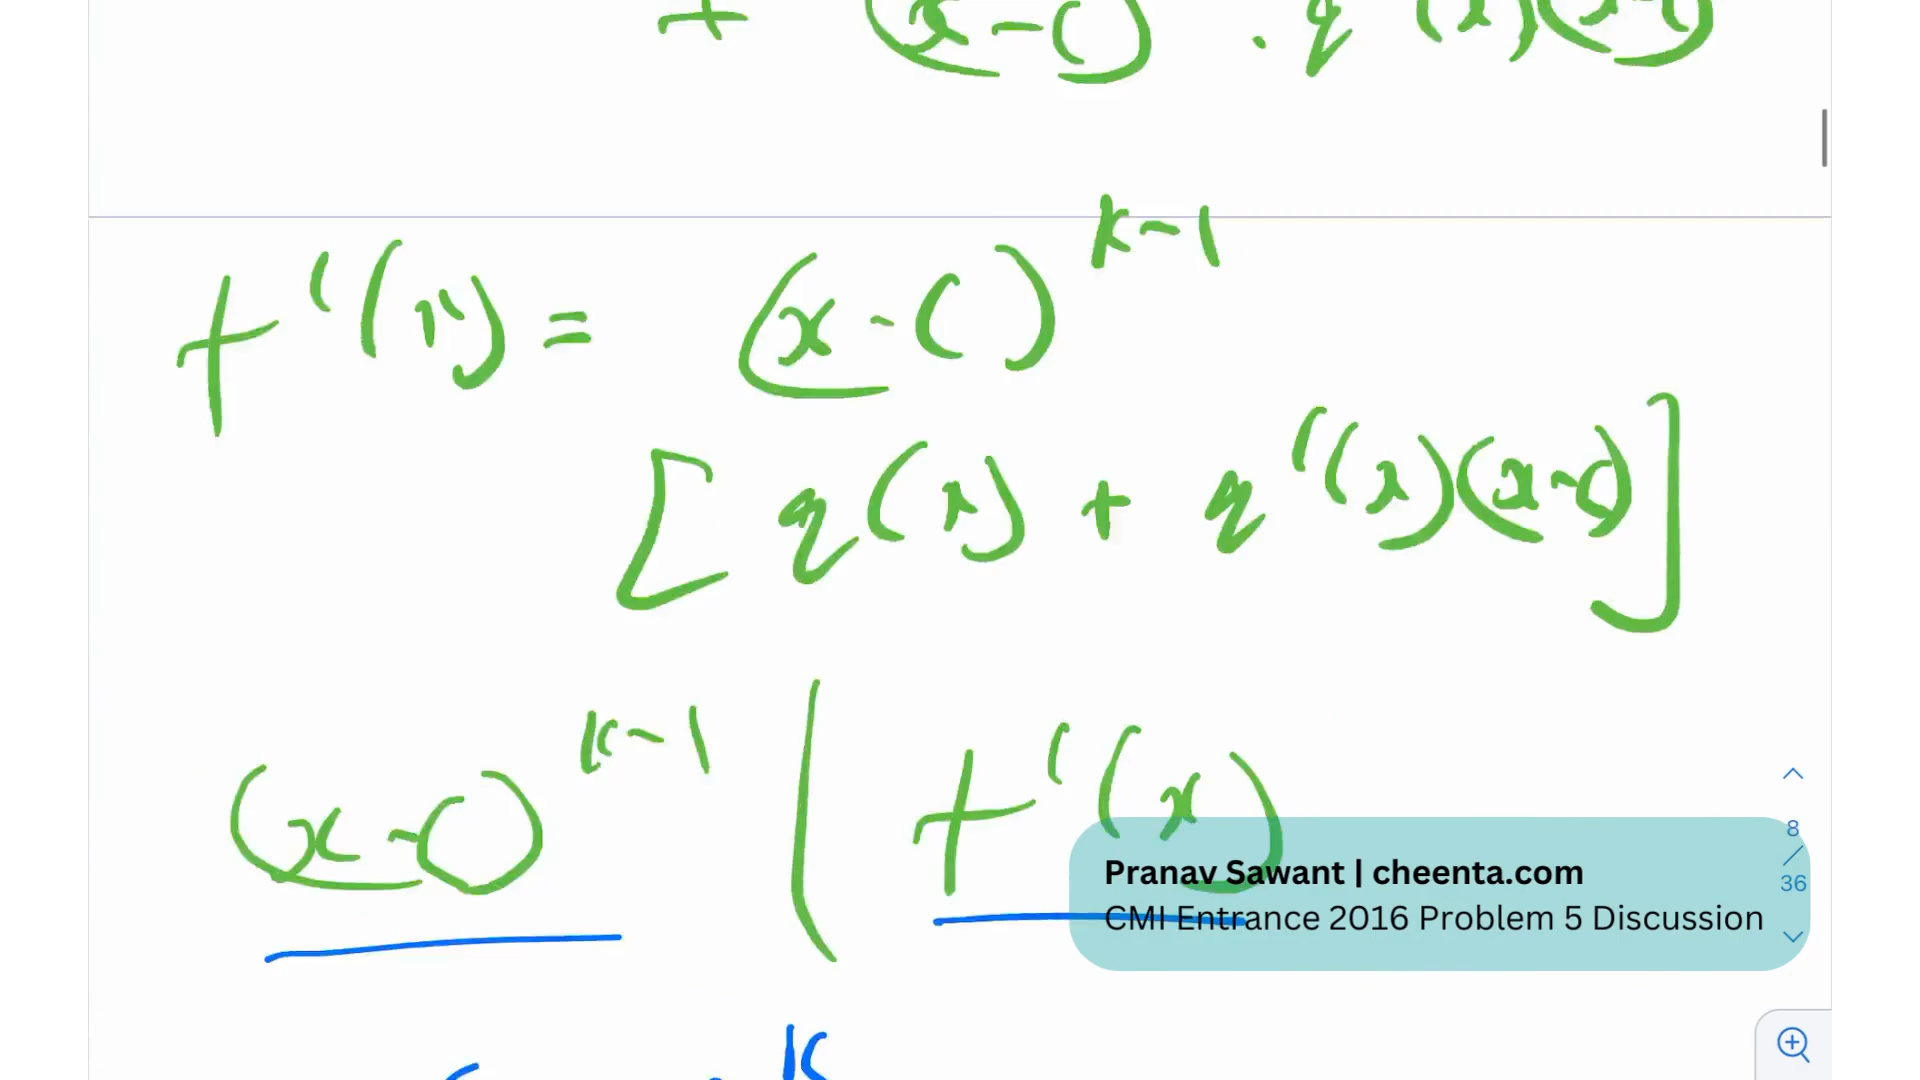 + (x-c) . q'(x)(x-c)
f'(x) = (x-c)^{k-1}
[ q(x) + q'(x)(x-c) ]
(x-c)^{k-1} | f'(x)
8
Pranav Sawant | cheenta.com
36
CMI Entrance 2016 Problem 5 Discussion
k